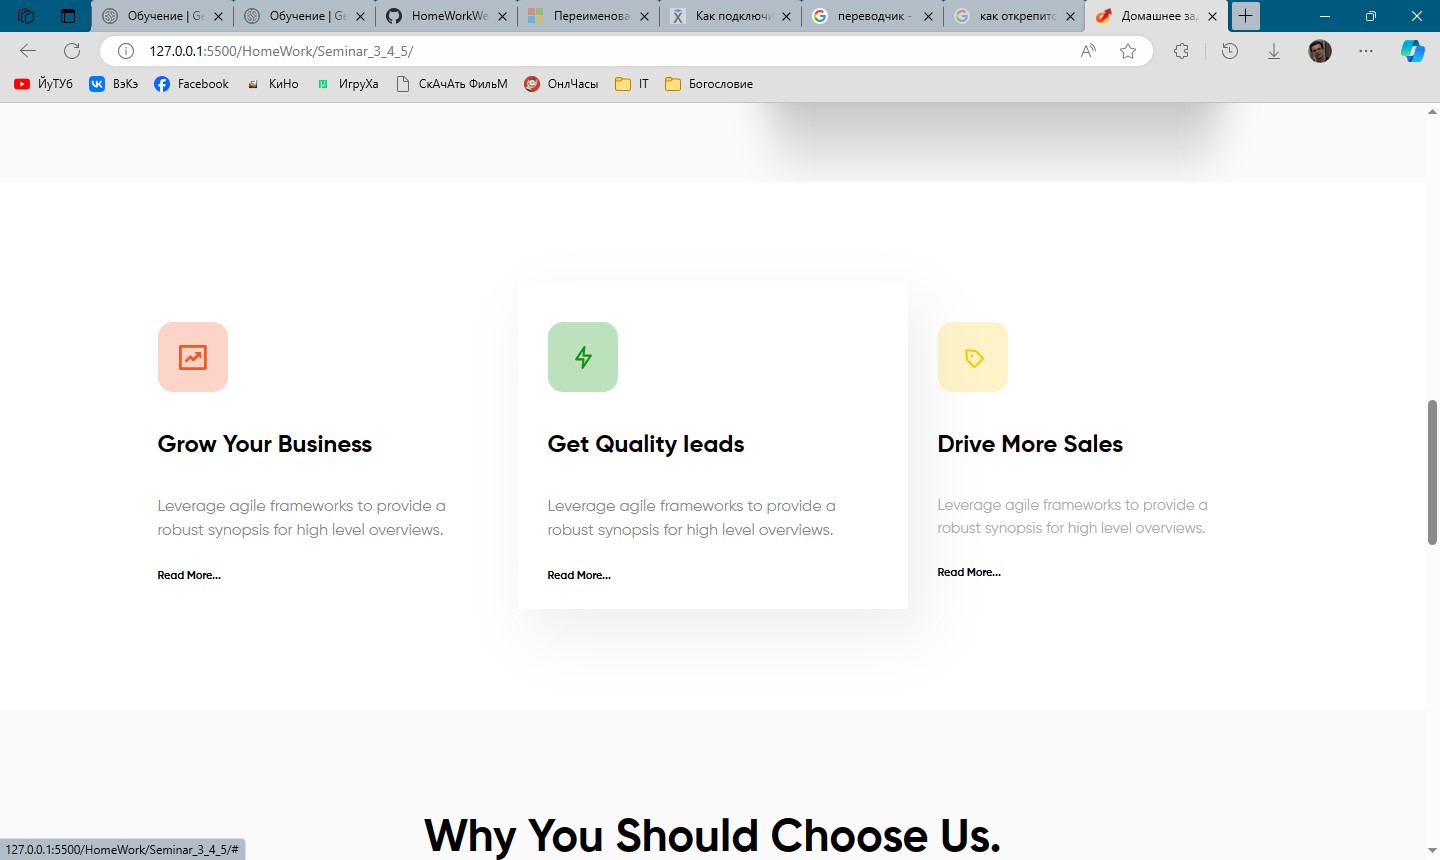 Обучение | Ge
Обучение | Ge
HomeWorkWe
Переименова
Как подключи
переводчик -
как открепитс
Домашнее зад
127.0.0.1:5500/HomeWork/Seminar_3_4_5/
ЙуТУб
ВэКэ
Facebook
КиНо
ИгруХа
СкАчАть ФильМ
ОнлЧасы
IT
Богословие
Grow Your Business
Leverage agile frameworks to provide a
robust synopsis for high level overviews.
Read More...
Get Quality leads
Leverage agile frameworks to provide a
robust synopsis for high level overviews.
Read More...
Drive More Sales
Leverage agile frameworks to provide a
robust synopsis for high level overviews.
Read More...
Why You Should Choose Us.
127.0.0.1:5500/HomeWork/Seminar_3_4_5/#